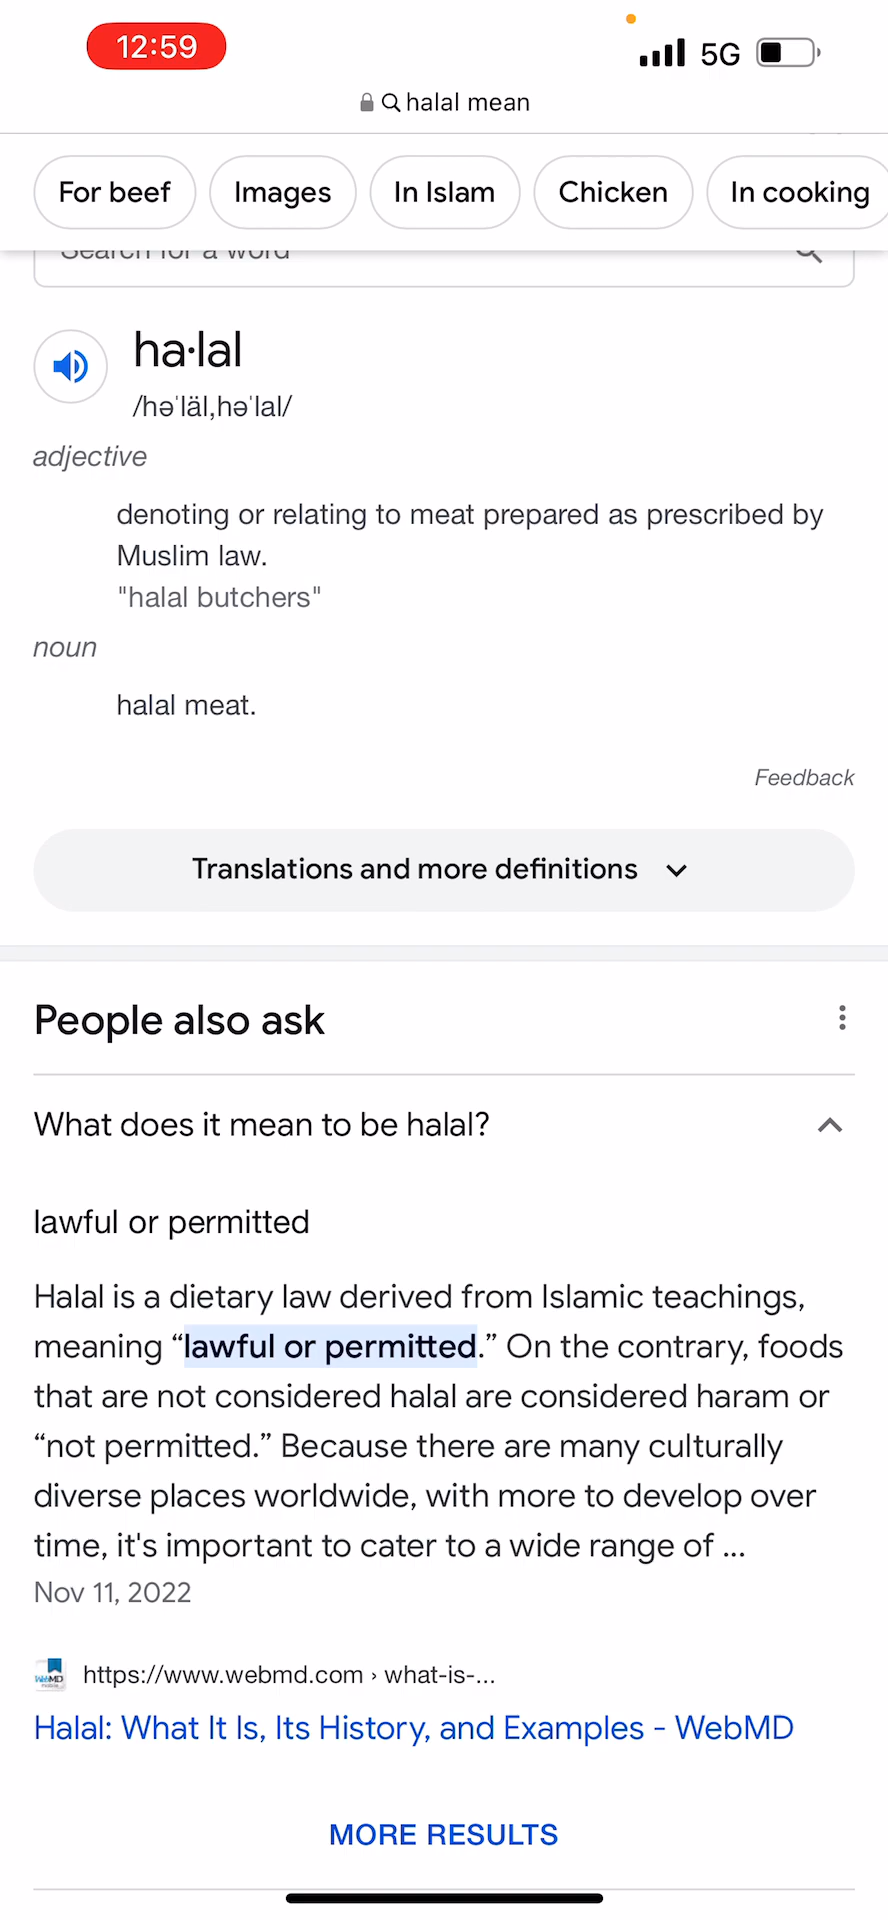 12:59
5G
halal mean
For beef
Images
In Islam
Chicken
In cooking
Search for a word
ha·lal
/həˈläl,həˈlal/
adjective
denoting or relating to meat prepared as prescribed by
Muslim law.
"halal butchers"
noun
halal meat.
Feedback
Translations and more definitions
People also ask
What does it mean to be halal?
lawful or permitted
Halal is a dietary law derived from Islamic teachings,
meaning “lawful or permitted.” On the contrary, foods
that are not considered halal are considered haram or
“not permitted.” Because there are many culturally
diverse places worldwide, with more to develop over
time, it's important to cater to a wide range of ...
Nov 11, 2022
WebMD
https://www.webmd.com › what-is-...
Halal: What It Is, Its History, and Examples - WebMD
MORE RESULTS